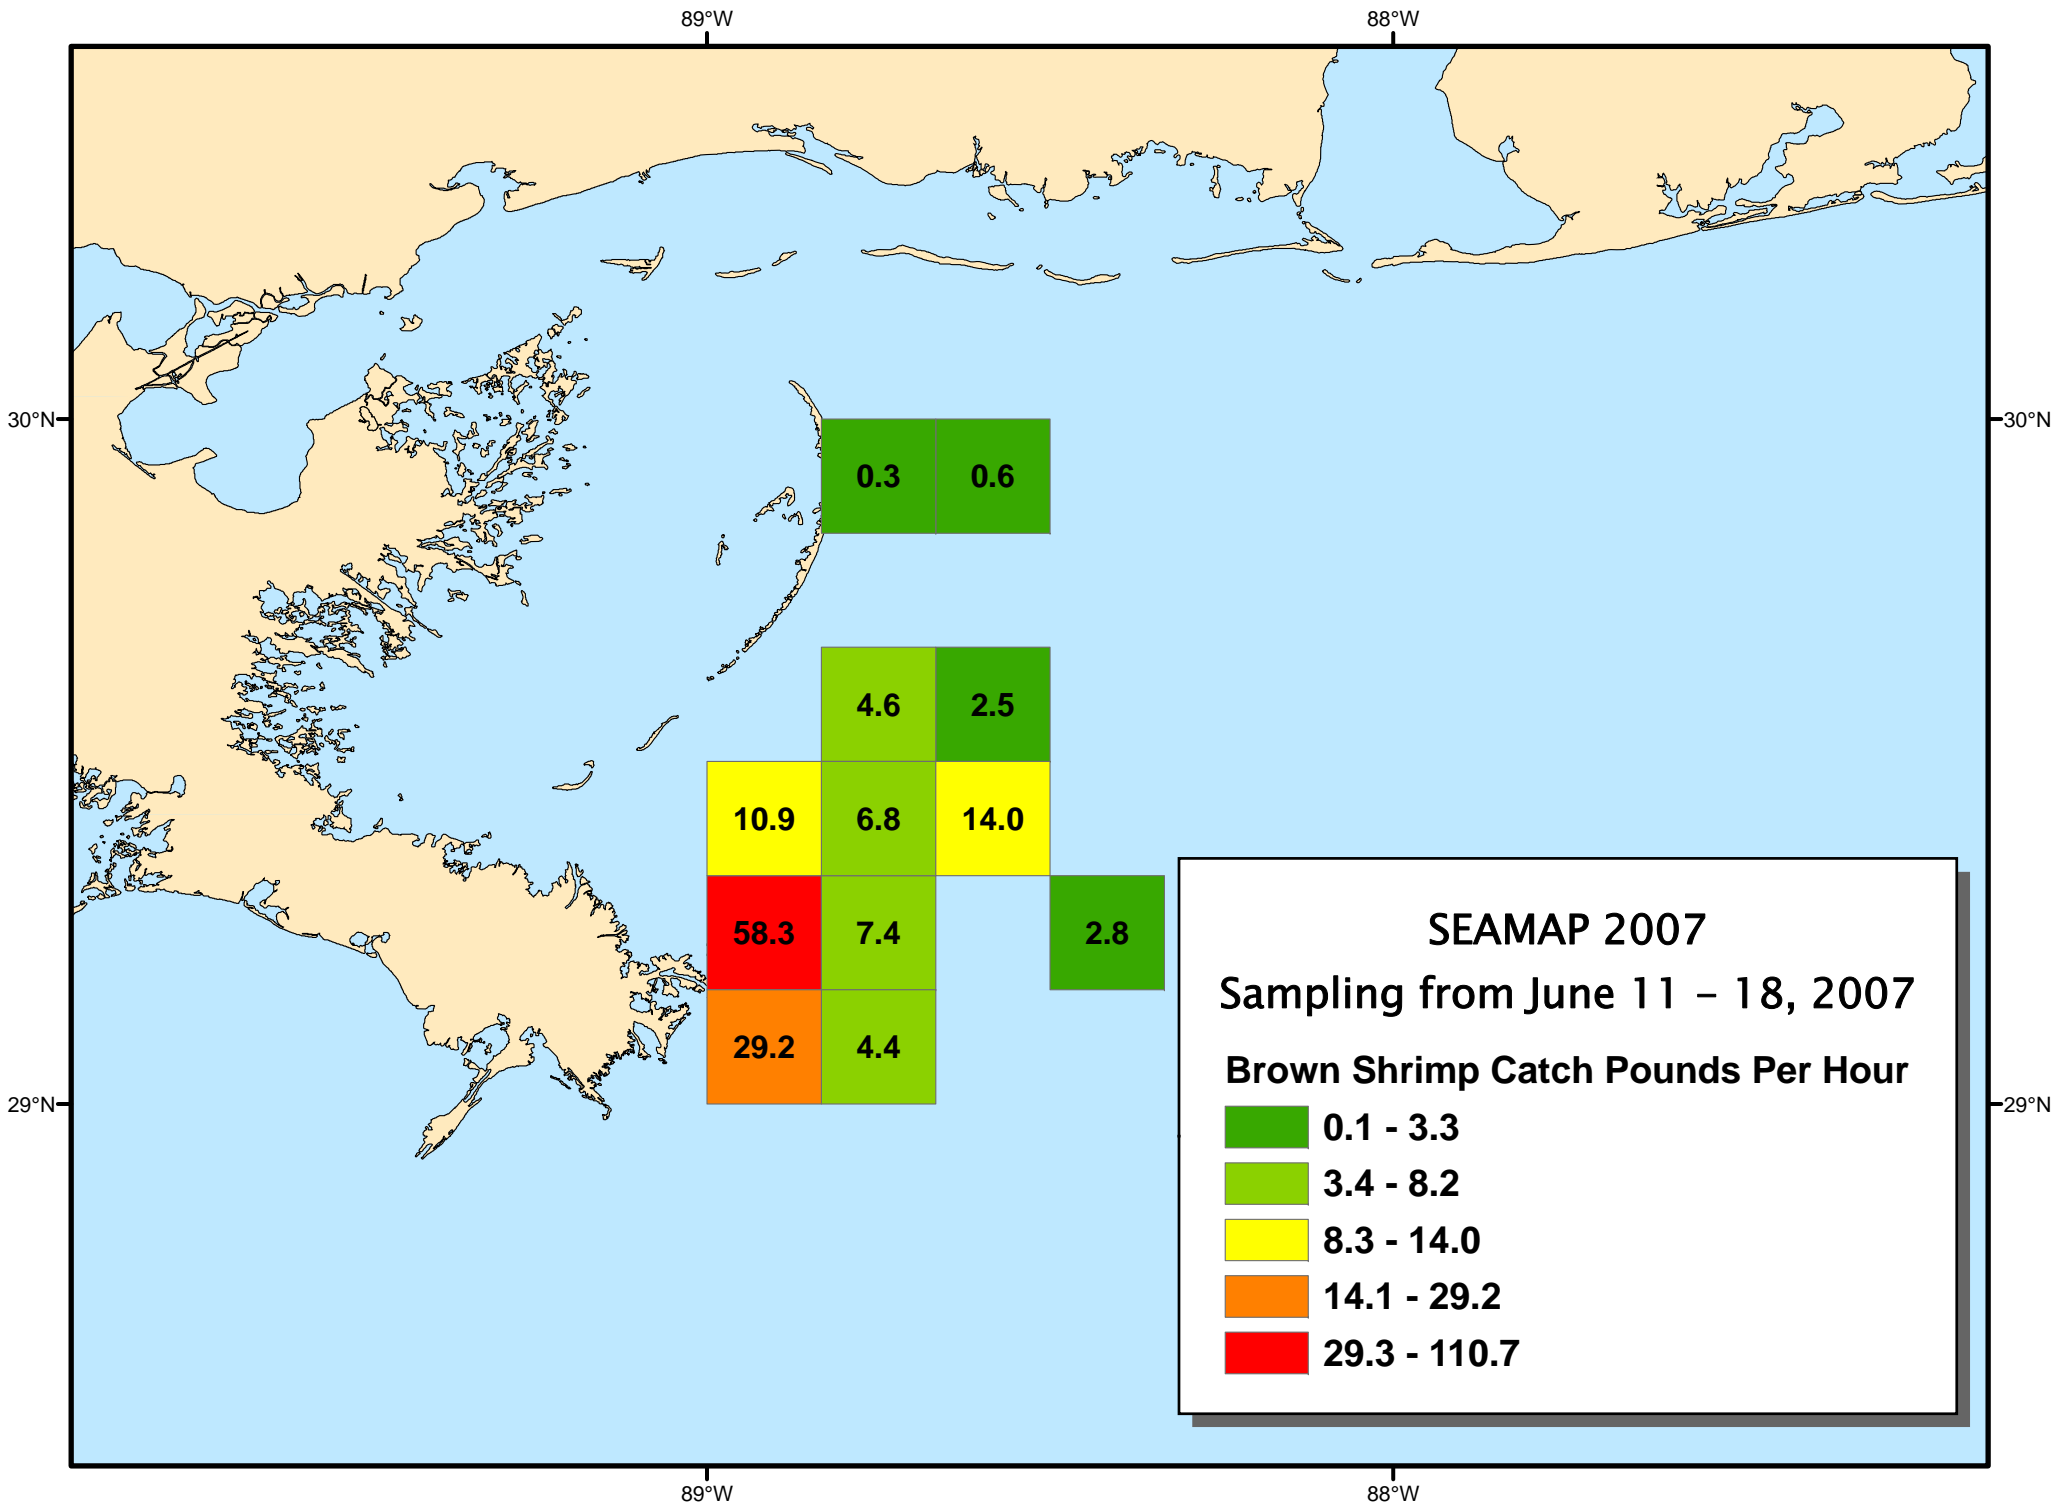 89°W 88°W
30°N 30°N
0.3 0.6
4.6 2.5
10.9 6.8 14.0
58.3 7.4 2.8
29.2 4.4
29°N 29°N
SEAMAP 2007
Sampling from June 11 – 18, 2007
Brown Shrimp Catch Pounds Per Hour
0.1 - 3.3
3.4 - 8.2
8.3 - 14.0
14.1 - 29.2
29.3 - 110.7
89°W 88°W